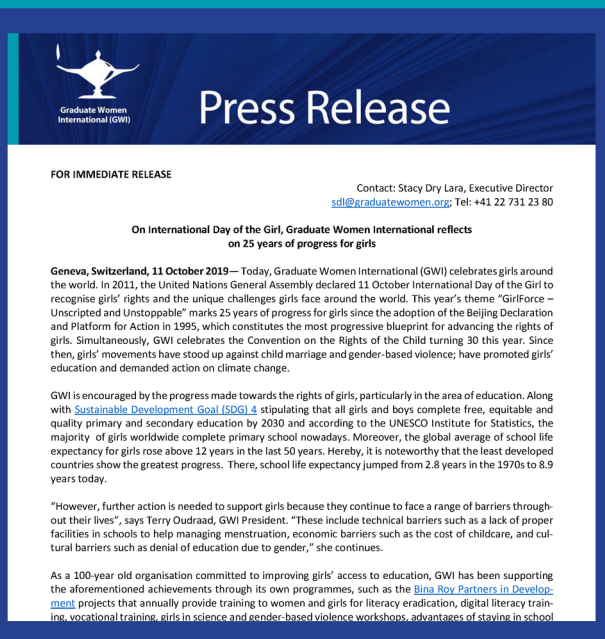 Graduate Women
International (GWI)
Press Release
FOR IMMEDIATE RELEASE
Contact: Stacy Dry Lara, Executive Director
sdl@graduatewomen.org; Tel: +41 22 731 23 80
On International Day of the Girl, Graduate Women International reflects
on 25 years of progress for girls
Geneva, Switzerland, 11 October 2019— Today, Graduate Women International (GWI) celebrates girls around
the world. In 2011, the United Nations General Assembly declared 11 October International Day of the Girl to
recognise girls’ rights and the unique challenges girls face around the world. This year’s theme “GirlForce –
Unscripted and Unstoppable” marks 25 years of progress for girls since the adoption of the Beijing Declaration
and Platform for Action in 1995, which constitutes the most progressive blueprint for advancing the rights of
girls. Simultaneously, GWI celebrates the Convention on the Rights of the Child turning 30 this year. Since
then, girls’ movements have stood up against child marriage and gender-based violence; have promoted girls’
education and demanded action on climate change.
GWI is encouraged by the progress made towards the rights of girls, particularly in the area of education. Along
with Sustainable Development Goal (SDG) 4 stipulating that all girls and boys complete free, equitable and
quality primary and secondary education by 2030 and according to the UNESCO Institute for Statistics, the
majority of girls worldwide complete primary school nowadays. Moreover, the global average of school life
expectancy for girls rose above 12 years in the last 50 years. Hereby, it is noteworthy that the least developed
countries show the greatest progress. There, school life expectancy jumped from 2.8 years in the 1970s to 8.9
years today.
“However, further action is needed to support girls because they continue to face a range of barriers through-
out their lives”, says Terry Oudraad, GWI President. “These include technical barriers such as a lack of proper
facilities in schools to help managing menstruation, economic barriers such as the cost of childcare, and cul-
tural barriers such as denial of education due to gender,” she continues.
As a 100-year old organisation committed to improving girls’ access to education, GWI has been supporting
the aforementioned achievements through its own programmes, such as the Bina Roy Partners in Develop-
ment projects that annually provide training to women and girls for literacy eradication, digital literacy train-
ing, vocational training, girls in science and gender-based violence workshops, advantages of staying in school